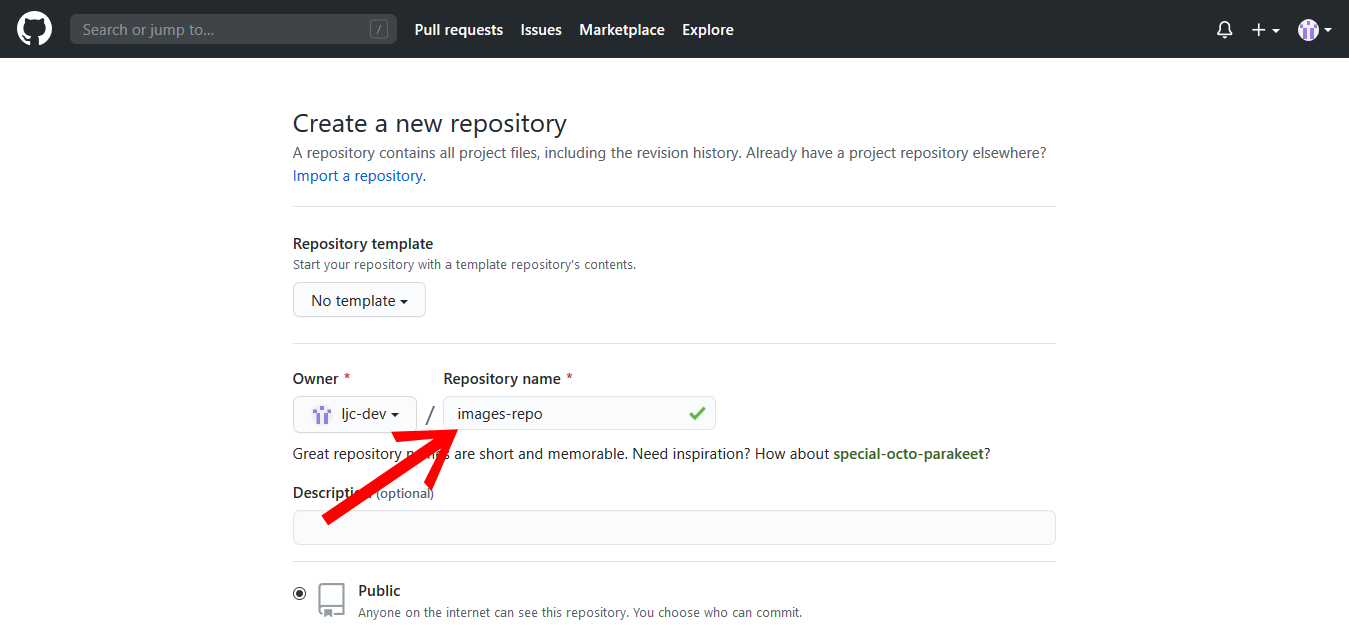 Search or jump to... / Pull requests Issues Marketplace Explore
Create a new repository
A repository contains all project files, including the revision history. Already have a project repository elsewhere?
Import a repository.
Repository template
Start your repository with a template repository's contents.
No template
Owner * Repository name *
ljc-dev / images-repo
Great repository names are short and memorable. Need inspiration? How about special-octo-parakeet?
Description (optional)
Public
Anyone on the internet can see this repository. You choose who can commit.